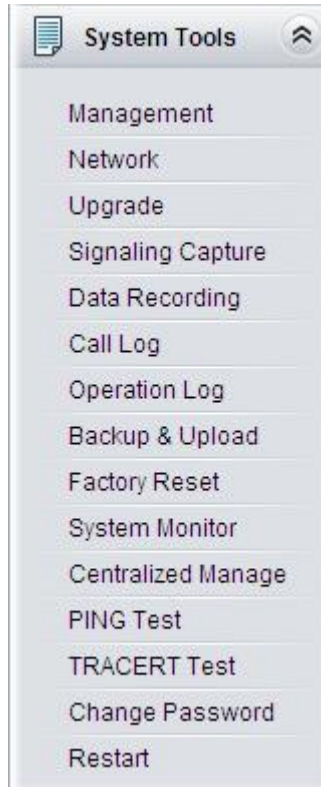 System Tools
Management
Network
Upgrade
Signaling Capture
Data Recording
Call Log
Operation Log
Backup & Upload
Factory Reset
System Monitor
Centralized Manage
PING Test
TRACERT Test
Change Password
Restart